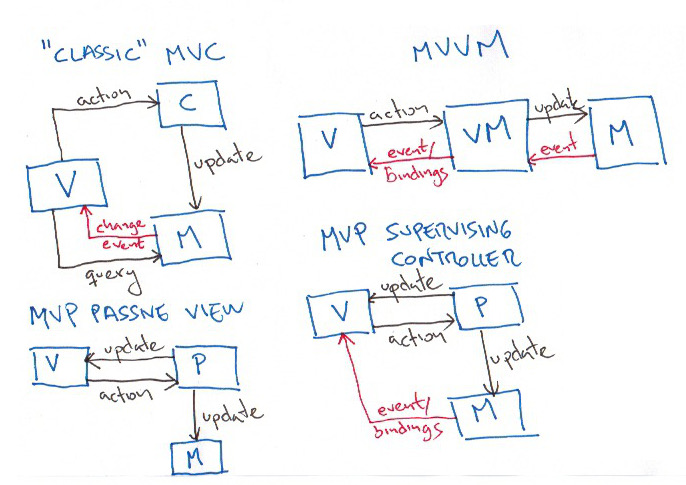 "CLASSIC" MVC
action
C
update
V
change
event
M
query
MVVM
action
update
V
VM
M
event/
bindings
event
MVP PASSIVE VIEW
update
V
P
action
update
M
MVP SUPERVISING
CONTROLLER
update
V
P
action
update
event/
bindings
M